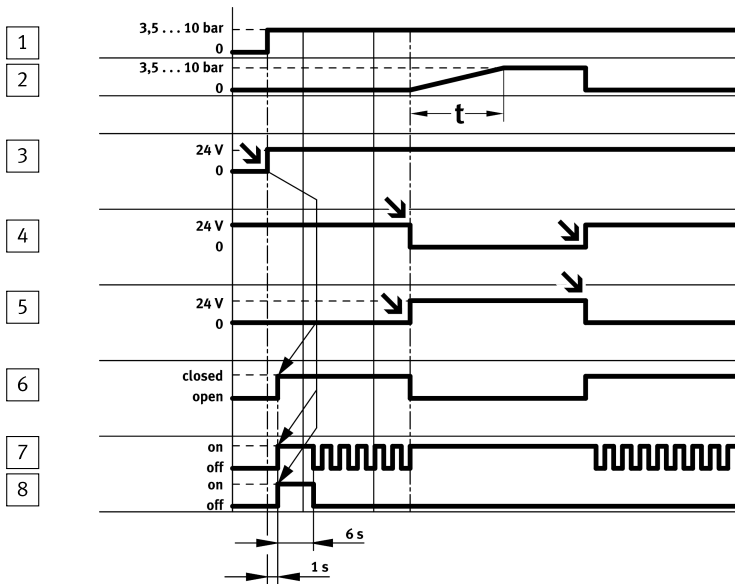 1
3,5 . . . 10 bar
0
2
3,5 . . . 10 bar
0
t
3
24 V
0
4
24 V
0
5
24 V
0
6
closed
open
7
on
off
8
on
off
6 s
1 s